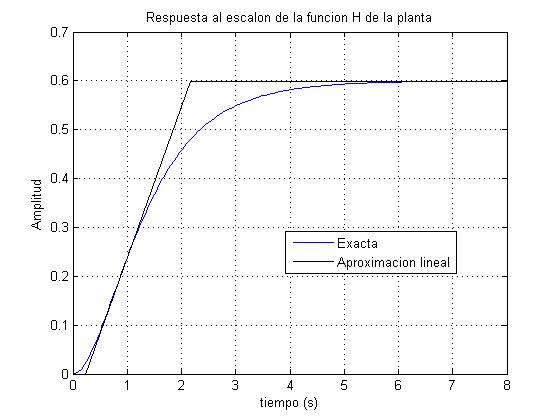 Respuesta al escalon de la funcion H de la planta
0.7
0.6
0.5
0.4
0.3
0.2
0.1
0
Amplitud
Exacta
Aproximacion lineal
0 1 2 3 4 5 6 7 8
tiempo (s)